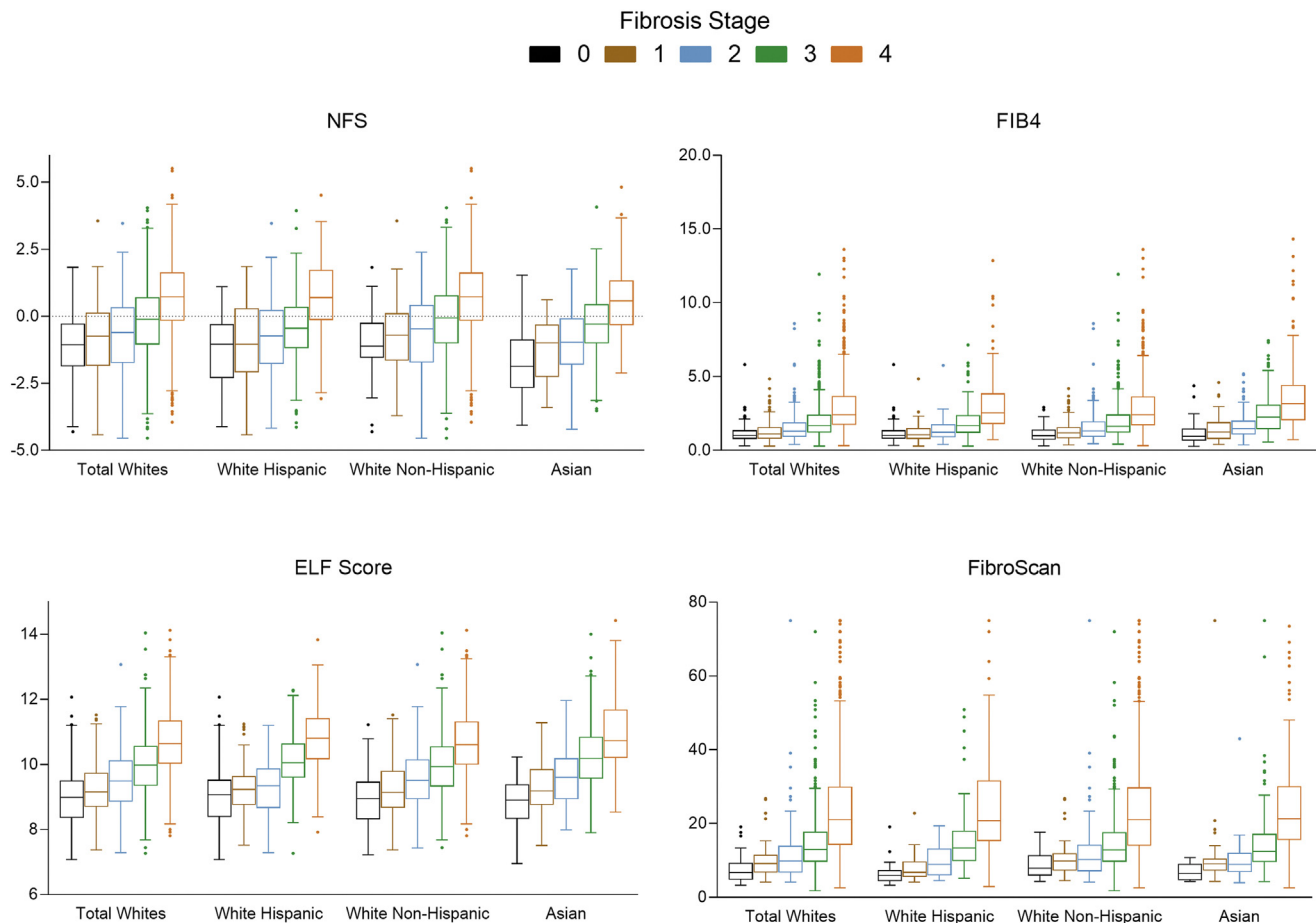 Fibrosis Stage
0 1 2 3 4
NFS
5.0
2.5
0.0
-2.5
-5.0
Total Whites White Hispanic White Non-Hispanic Asian
FIB4
20.0
15.0
10.0
5.0
0.0
Total Whites White Hispanic White Non-Hispanic Asian
ELF Score
14
12
10
8
6
Total Whites White Hispanic White Non-Hispanic Asian
FibroScan
80
60
40
20
0
Total Whites White Hispanic White Non-Hispanic Asian